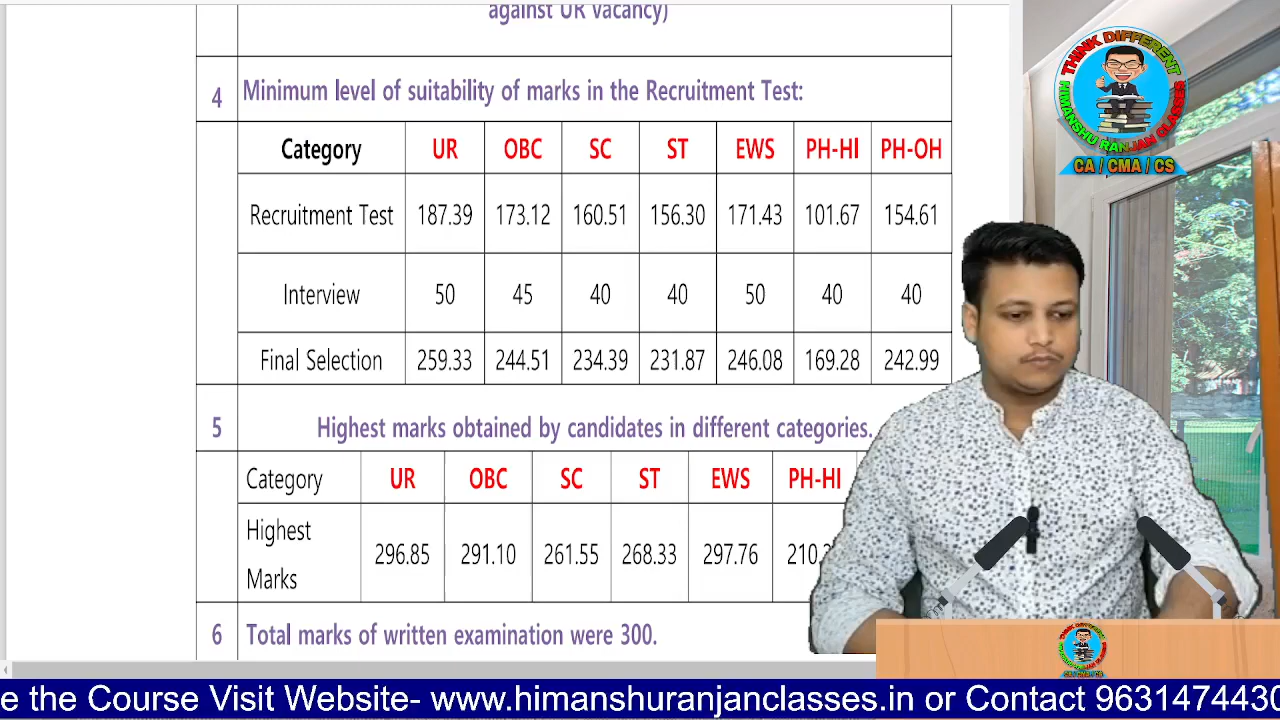 against UR vacancy)
4 Minimum level of suitability of marks in the Recruitment Test:
Category UR OBC SC ST EWS PH-HI PH-OH
Recruitment Test 187.39 173.12 160.51 156.30 171.43 101.67 154.61
Interview 50 45 40 40 50 40 40
Final Selection 259.33 244.51 234.39 231.87 246.08 169.28 242.99
5 Highest marks obtained by candidates in different categories.
Category UR OBC SC ST EWS PH-HI
Highest
Marks 296.85 291.10 261.55 268.33 297.76
6 Total marks of written examination were 300.
THINK DIFFERENT
HIMANSHU RANJAN CLASSES
CA / CMA / CS
e the Course Visit Website- www.himanshuranjanclasses.in or Contact 9631474430